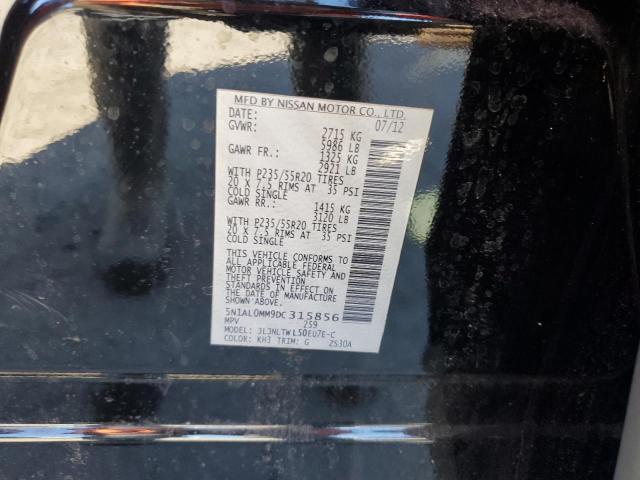 MFD BY NISSAN MOTOR CO., LTD.
DATE: 07/12
GVWR: 2715 KG
5986 LB
GAWR FR.: 1325 KG
2921 LB
WITH P235/55R20 TIRES
20 X 7.5 RIMS AT 35 PSI
COLD SINGLE
GAWR RR.: 1415 KG
3120 LB
WITH P235/55R20 TIRES
20 X 7.5 RIMS AT 35 PSI
COLD SINGLE
THIS VEHICLE CONFORMS TO
ALL APPLICABLE FEDERAL
MOTOR VEHICLE SAFETY AND
THEFT PREVENTION
STANDARDS IN EFFECT ON
THE DATE OF MANUFACTURE
SHOWN ABOVE.
5N1AL0MM9DC315856
MPV 259
MODEL: JLJNLTWL50EU7E-C
COLOR: KH3 TRIM: G ZS30A